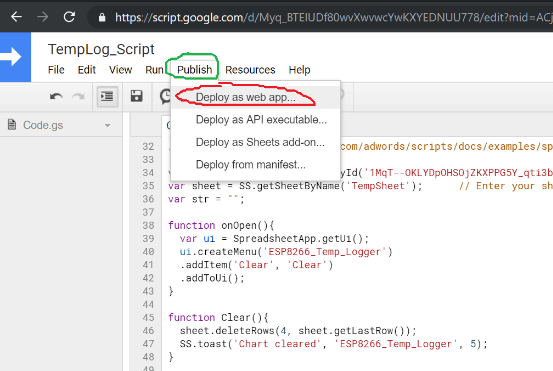 https://script.google.com/d/Myq_BTEIUDf80wvXwvwcYwKXYEDNUU778/edit?mid=ACj
TempLog_Script
File Edit View Run Publish Resources Help
Deploy as web app...
Deploy as API executable...
Deploy as Sheets add-on...
Deploy from manifest...
Code.gs
32 com/adwords/scripts/docs/examples/sp
33
34 yId('1MqT--OKLYDpOHSOjZKXPPG5Y_qti3b
35 var sheet = SS.getSheetByName('TempSheet'); // Enter your sh
36 var str = "";
37
38 function onOpen(){
39 var ui = SpreadsheetApp.getUi();
40 ui.createMenu('ESP8266_Temp_Logger')
41 .addItem('Clear', 'Clear')
42 .addToUi();
43 }
44
45 function Clear(){
46 sheet.deleteRows(4, sheet.getLastRow());
47 SS.toast('Chart cleared', 'ESP8266_Temp_Logger', 5);
48 }